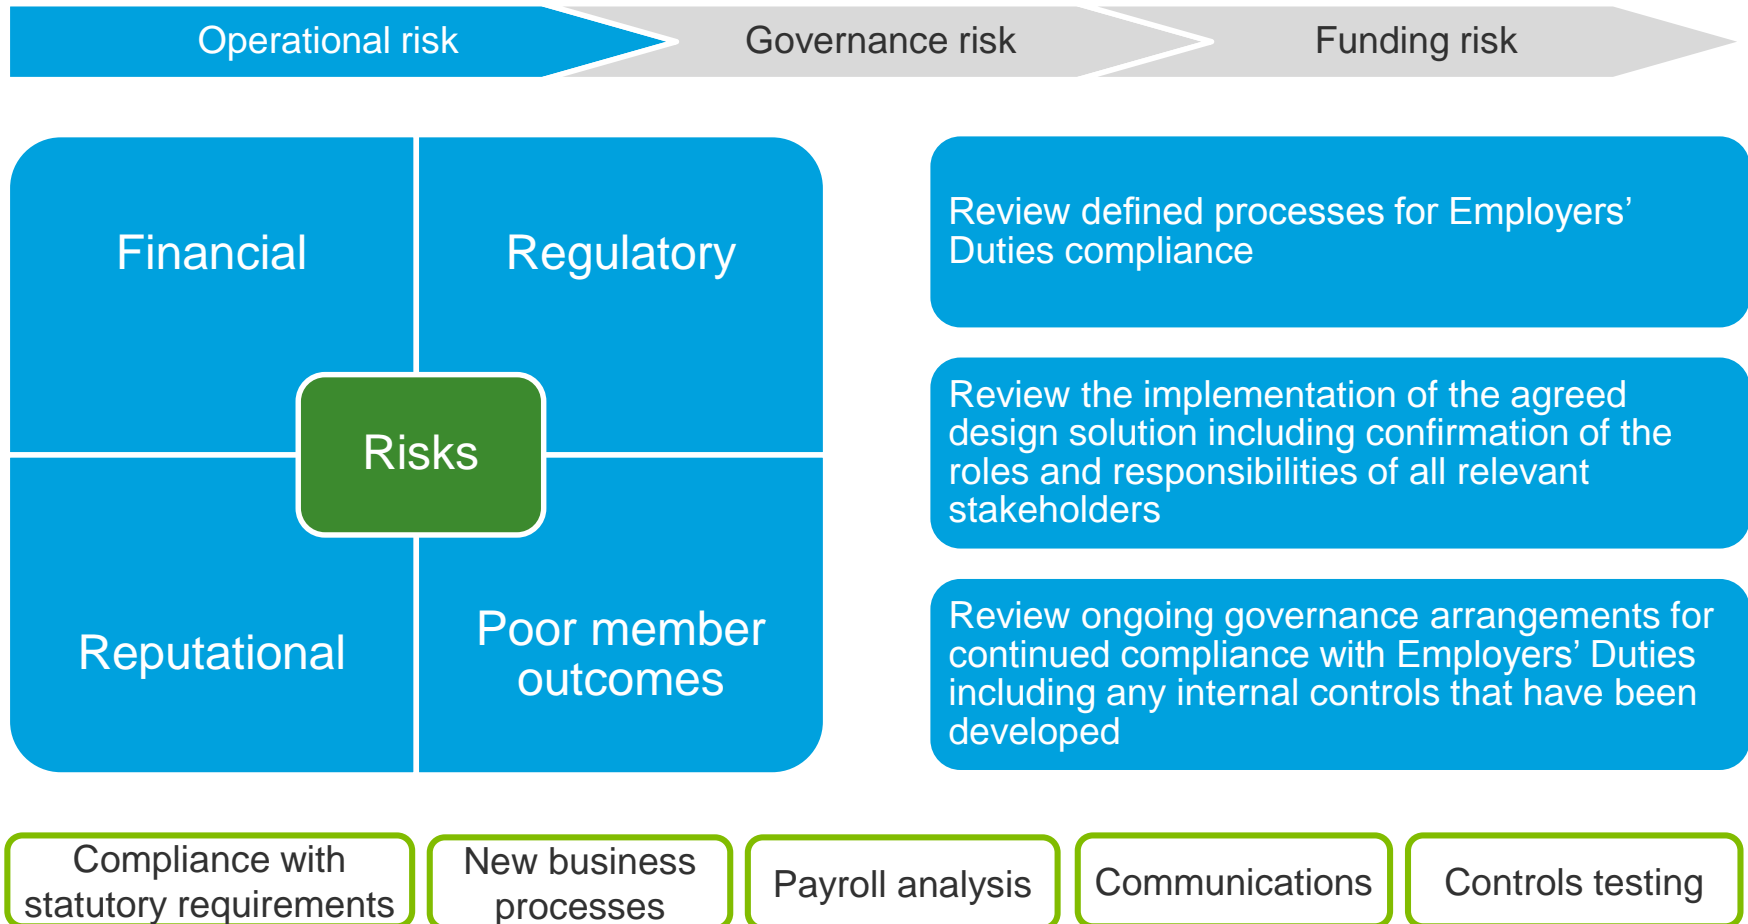 Operational risk
Governance risk
Funding risk
Financial
Regulatory
Risks
Reputational
Poor member
outcomes
Review defined processes for Employers’
Duties compliance
Review the implementation of the agreed
design solution including confirmation of the
roles and responsibilities of all relevant
stakeholders
Review ongoing governance arrangements for
continued compliance with Employers’ Duties
including any internal controls that have been
developed
Compliance with
statutory requirements
New business
processes
Payroll analysis
Communications
Controls testing